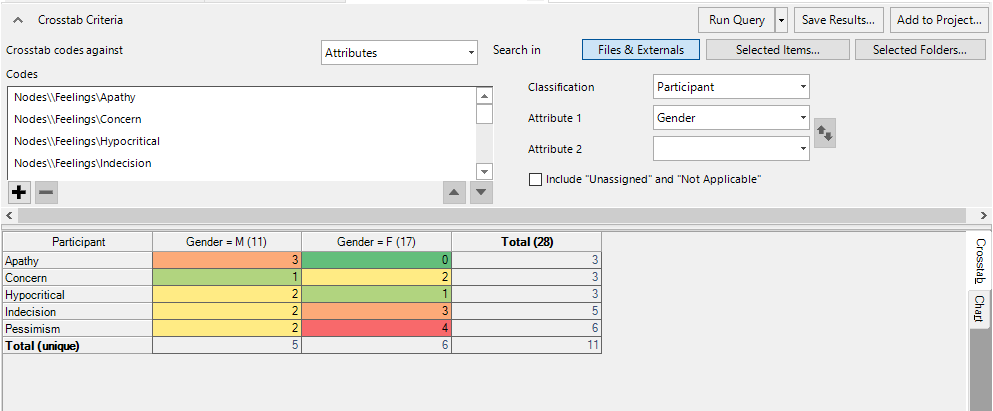 Crosstab Criteria
Run Query
Save Results...
Add to Project...
Crosstab codes against
Attributes
Search in
Files & Externals
Selected Items...
Selected Folders...
Codes
Nodes\\Feelings\Apathy
Nodes\\Feelings\Concern
Nodes\\Feelings\Hypocritical
Nodes\\Feelings\Indecision
Classification
Participant
Attribute 1
Gender
Attribute 2
Include "Unassigned" and "Not Applicable"
Participant Gender = M (11) Gender = F (17) Total (28)
Apathy 3 0 3
Concern 1 2 3
Hypocritical 2 1 3
Indecision 2 3 5
Pessimism 2 4 6
Total (unique) 5 6 11
Crosstab
Chart